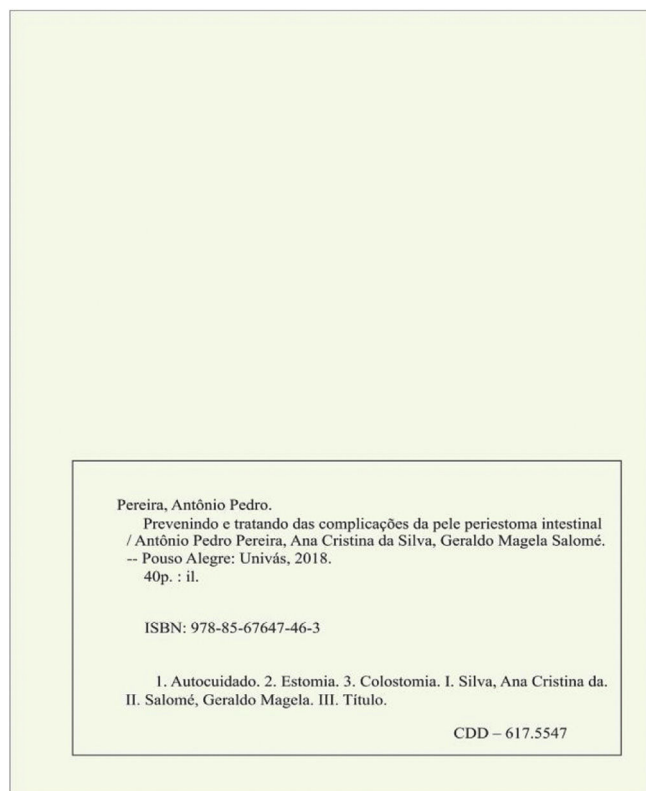 Pereira, Antônio Pedro.
Prevenindo e tratando das complicações da pele periestoma intestinal
/ Antônio Pedro Pereira, Ana Cristina da Silva, Geraldo Magela Salomé.
-- Pouso Alegre: Univás, 2018.
40p. : il.
ISBN: 978-85-67647-46-3
1. Autocuidado. 2. Estomia. 3. Colostomia. I. Silva, Ana Cristina da.
II. Salomé, Geraldo Magela. III. Título.
CDD – 617.5547